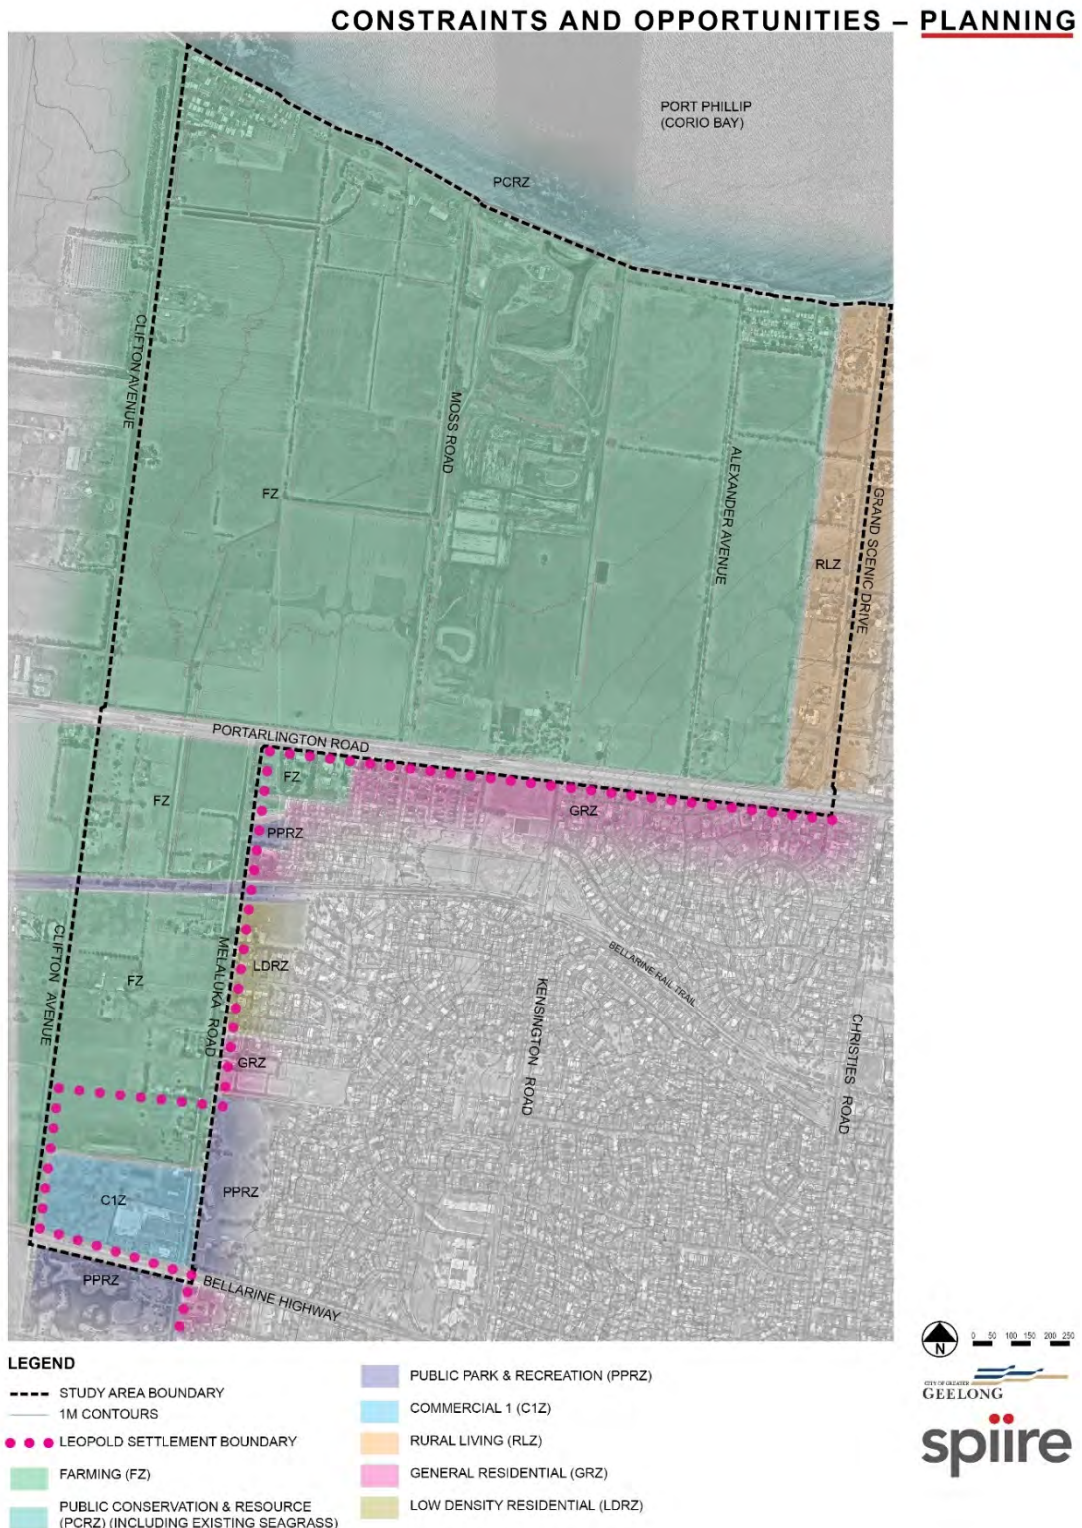 CONSTRAINTS AND OPPORTUNITIES – PLANNING
PORT PHILLIP
(CORIO BAY)
PCRZ
CLIFTON AVENUE
MOSS ROAD
ALEXANDER AVENUE
GRAND SCENIC DRIVE
FZ
RLZ
PORTARLINGTON ROAD
FZ
FZ
GRZ
PPRZ
CLIFTON AVENUE
MELALUKA ROAD
LDRZ
FZ
BELLARINE RAIL TRAIL
KENSINGTON ROAD
CHRISTIES ROAD
GRZ
PPRZ
C1Z
PPRZ
BELLARINE HIGHWAY
N
0 50 100 150 200 250
CITY OF GREATER
GEELONG
spiire
LEGEND
STUDY AREA BOUNDARY
1M CONTOURS
LEOPOLD SETTLEMENT BOUNDARY
FARMING (FZ)
PUBLIC CONSERVATION & RESOURCE
(PCRZ) (INCLUDING EXISTING SEAGRASS)
PUBLIC PARK & RECREATION (PPRZ)
COMMERCIAL 1 (C1Z)
RURAL LIVING (RLZ)
GENERAL RESIDENTIAL (GRZ)
LOW DENSITY RESIDENTIAL (LDRZ)